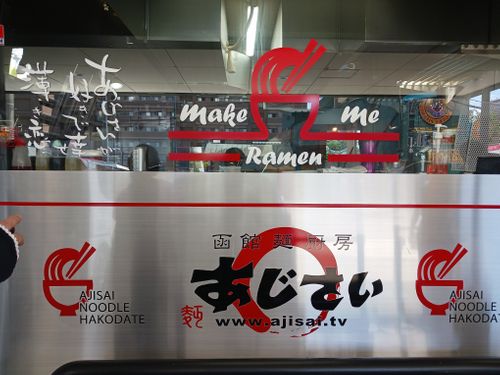 Make
Me
Ramen
函館麺厨房
あじさい
www.ajisai.tv
AJISAI
NOODLE
HAKODATE
AJISAI
NOODLE
HAKODATE